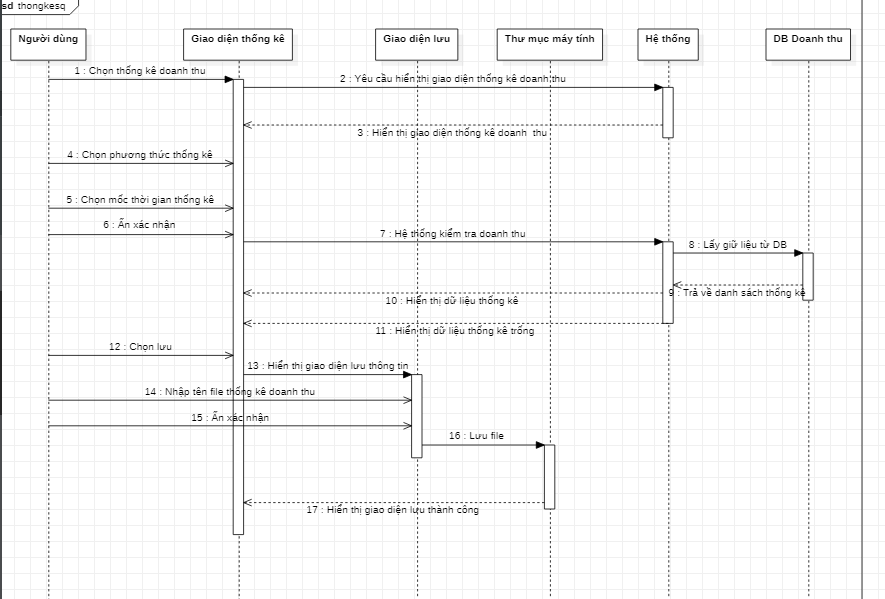 sd thongkesq
Người dùng
Giao diện thống kê
Giao diện lưu
Thư mục máy tính
Hệ thống
DB Doanh thu
1 : Chọn thống kê doanh thu
2 : Yêu cầu hiển thị giao diện thống kê doanh thu
3 : Hiển thị giao diện thống kê doanh thu
4 : Chọn phương thức thống kê
5 : Chọn mốc thời gian thống kê
6 : Ấn xác nhận
7 : Hệ thống kiểm tra doanh thu
8 : Lấy giữ liệu từ DB
9 : Trả về danh sách thống kê
10 : Hiển thị dữ liệu thống kê
11 : Hiển thị dữ liệu thống kê trống
12 : Chọn lưu
13 : Hiển thị giao diện lưu thông tin
14 : Nhập tên file thống kê doanh thu
15 : Ấn xác nhận
16 : Lưu file
17 : Hiển thị giao diện lưu thành công